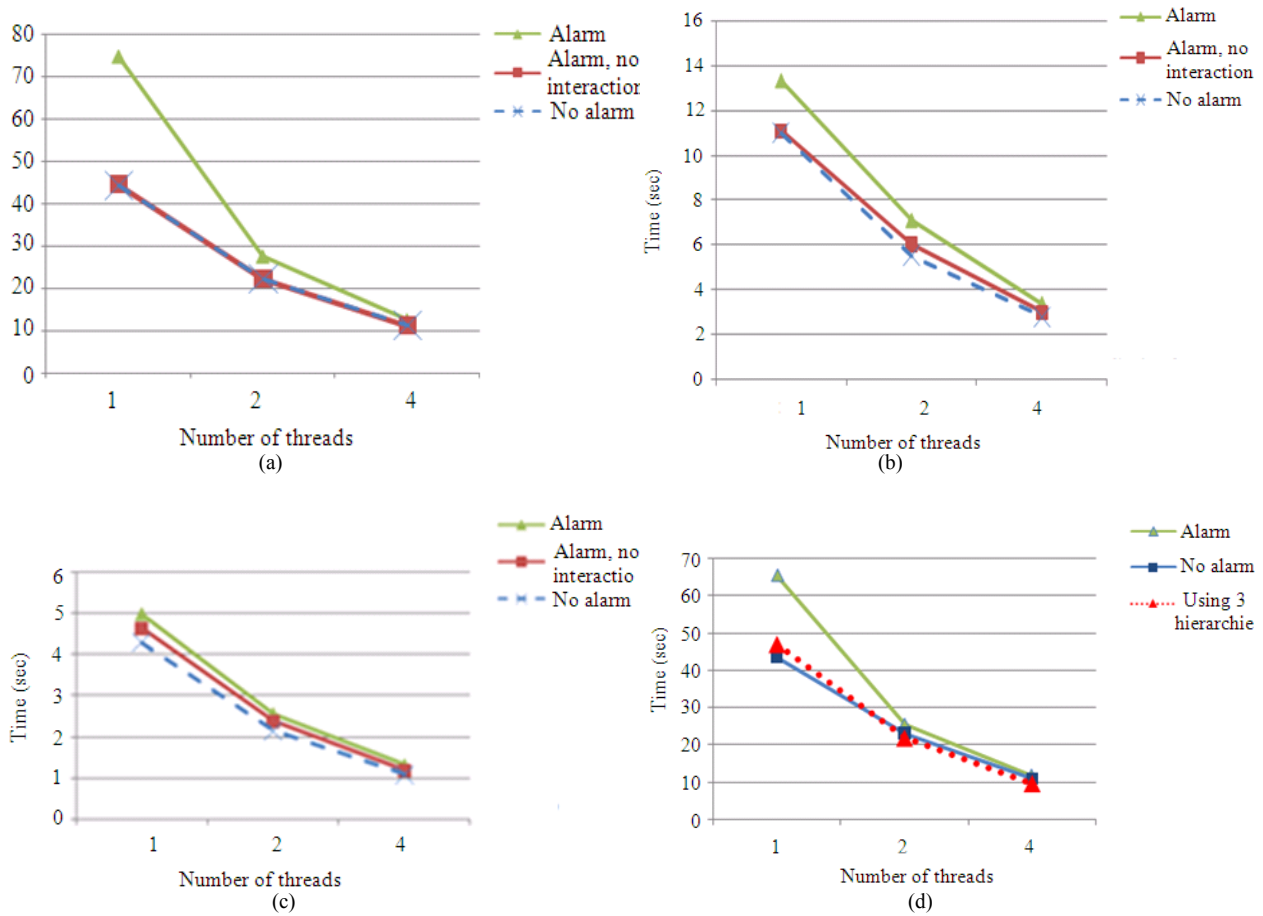 80
70
60
50
40
30
20
10
0
1
2
4
Number of threads
(a)
Alarm
Alarm, no
interaction
No alarm
16
14
12
10
8
6
4
2
0
Time (sec)
1
2
4
Number of threads
(b)
Alarm
Alarm, no
interaction
No alarm
6
5
4
3
2
1
0
Time (sec)
1
2
4
Number of threads
(c)
Alarm
Alarm, no
interactio
No alarm
70
60
50
40
30
20
10
0
Time (sec)
1
2
4
Number of threads
(d)
Alarm
No alarm
Using 3
hierarchie